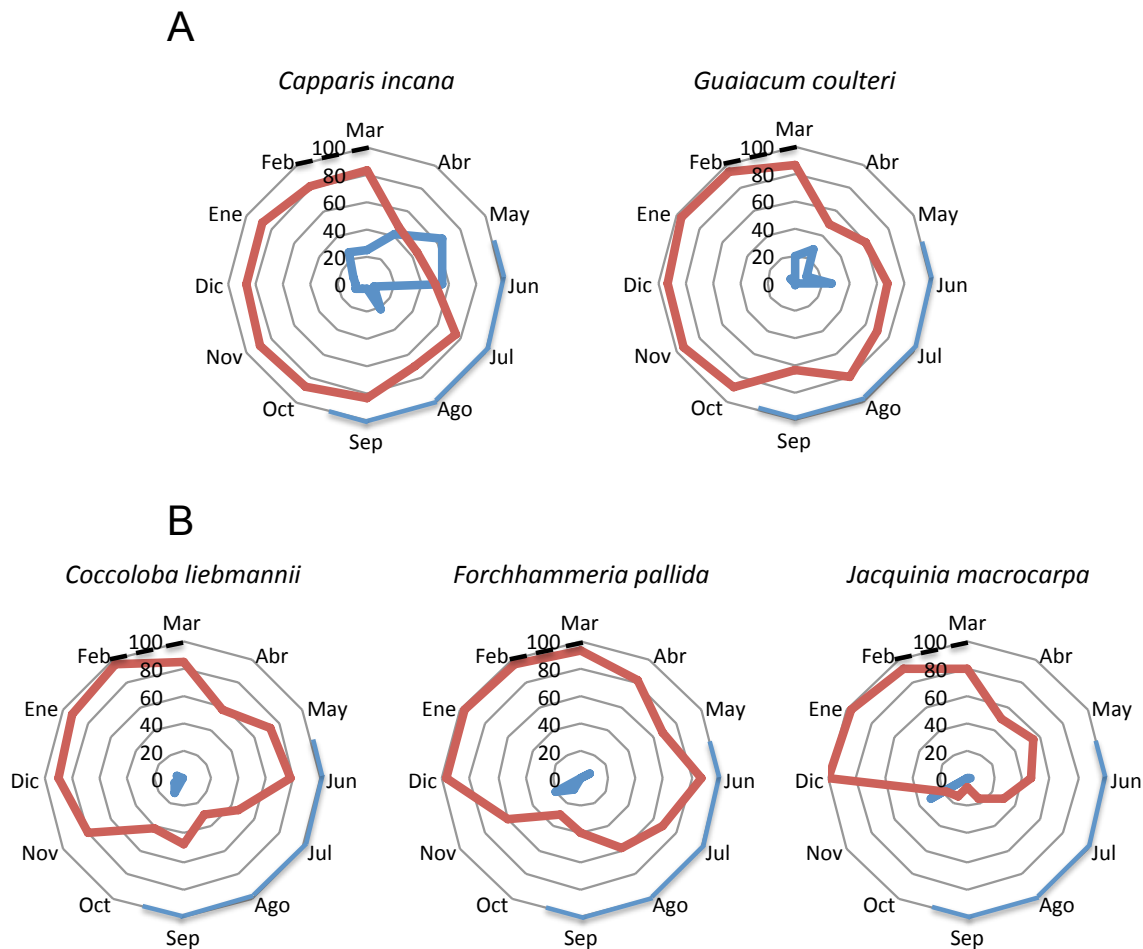 A
Capparis incana
Guaiacum coulteri
Mar
Abr
May
Jun
Jul
Ago
Sep
Oct
Nov
Dic
Ene
Feb
100
80
60
40
20
0
Mar
Abr
May
Jun
Jul
Ago
Sep
Oct
Nov
Dic
Ene
Feb
100
80
60
40
20
0
B
Coccoloba liebmannii
Forchhammeria pallida
Jacquinia macrocarpa
Mar
Abr
May
Jun
Jul
Ago
Sep
Oct
Nov
Dic
Ene
Feb
100
80
60
40
20
0
Mar
Abr
May
Jun
Jul
Ago
Sep
Oct
Nov
Dic
Ene
Feb
100
80
60
40
20
0
Mar
Abr
May
Jun
Jul
Ago
Sep
Oct
Nov
Dic
Ene
Feb
100
80
60
40
20
0